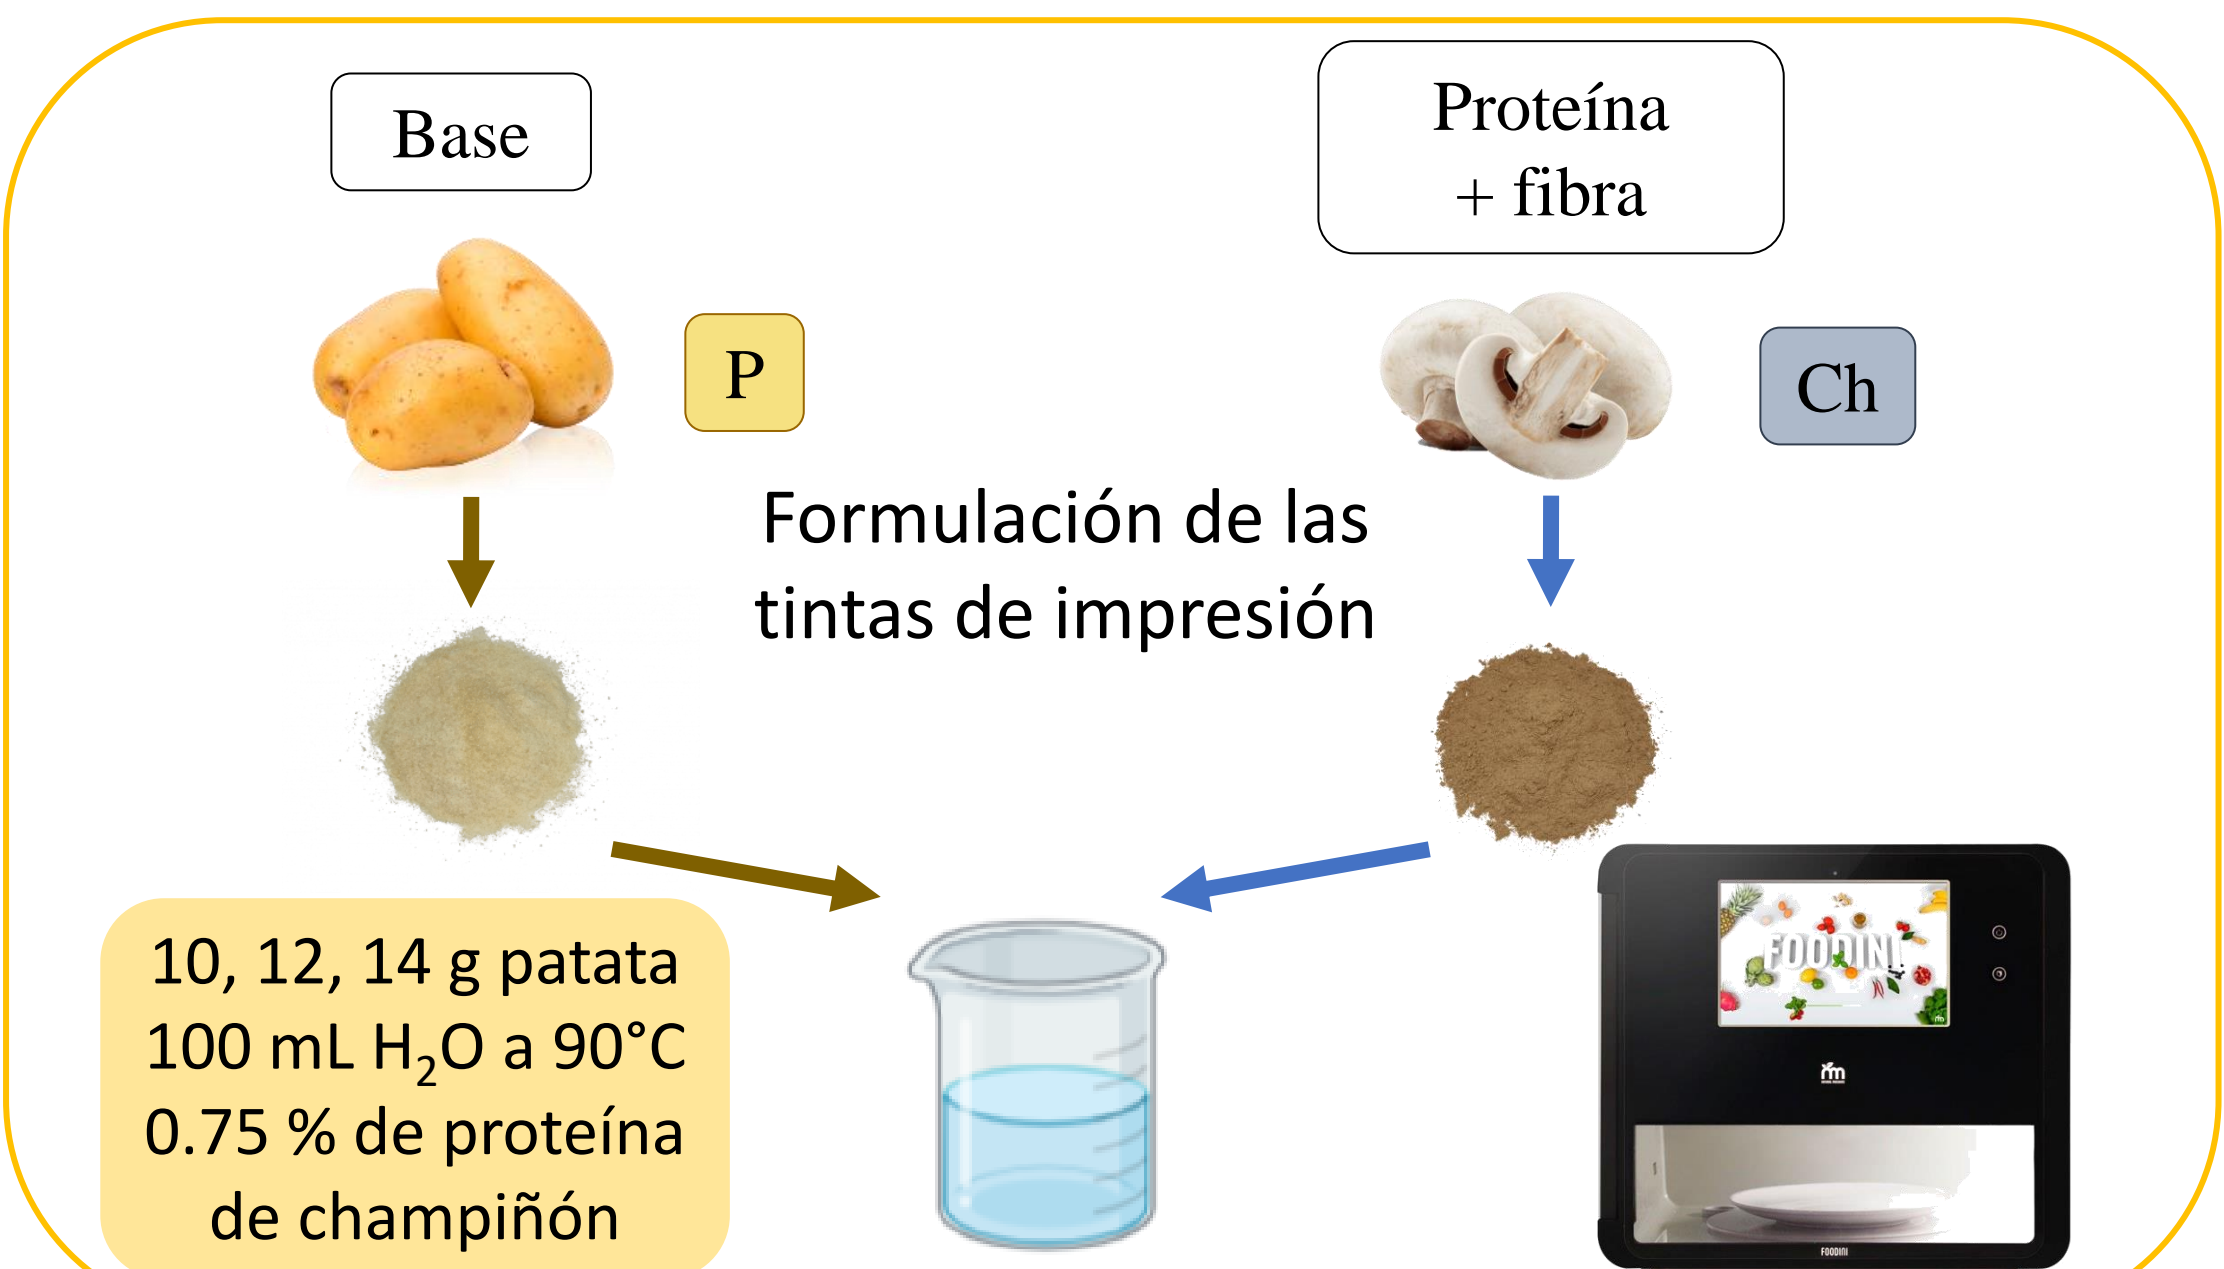 Base
Proteína
+ fibra
P
Ch
Formulación de las
tintas de impresión
10, 12, 14 g patata
100 mL H₂O a 90°C
0.75 % de proteína
de champiñón
FOODINI
FOODINI